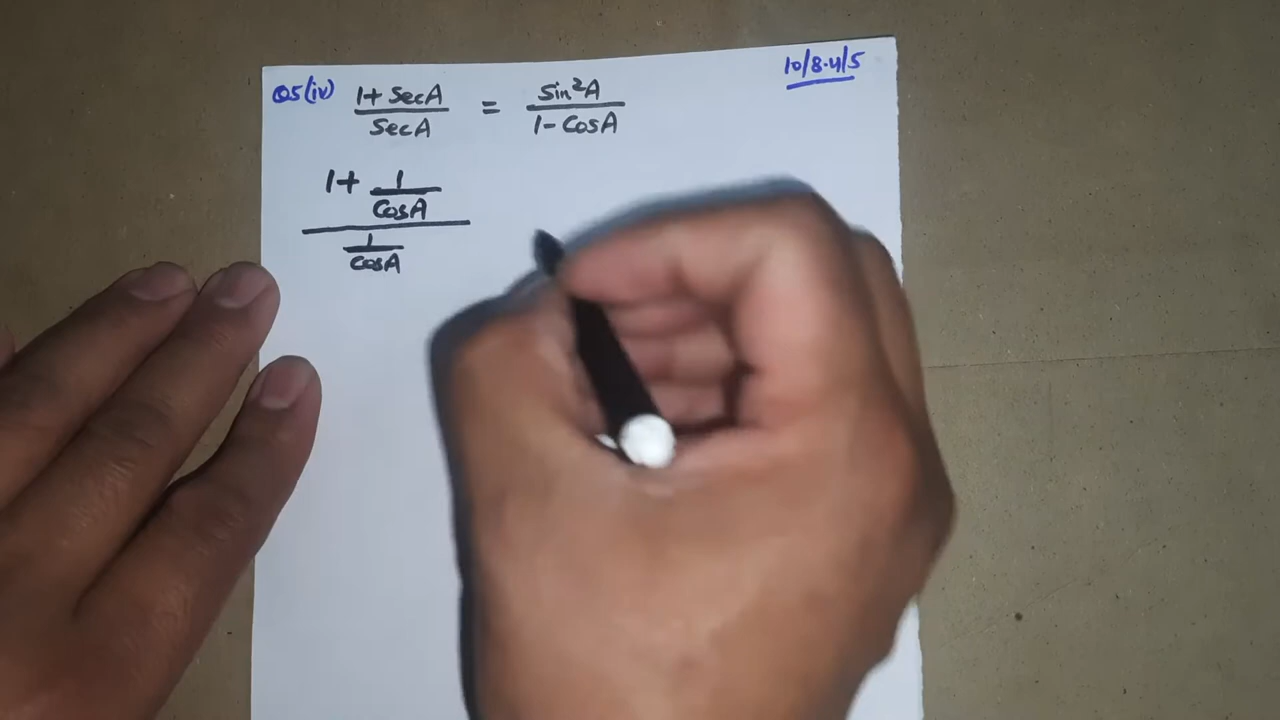 Q5(iv) (1 + SecA)/(SecA) = (Sin²A)/(1 - CosA) 10/8.4/5
(1 + 1/CosA)/(1/CosA)